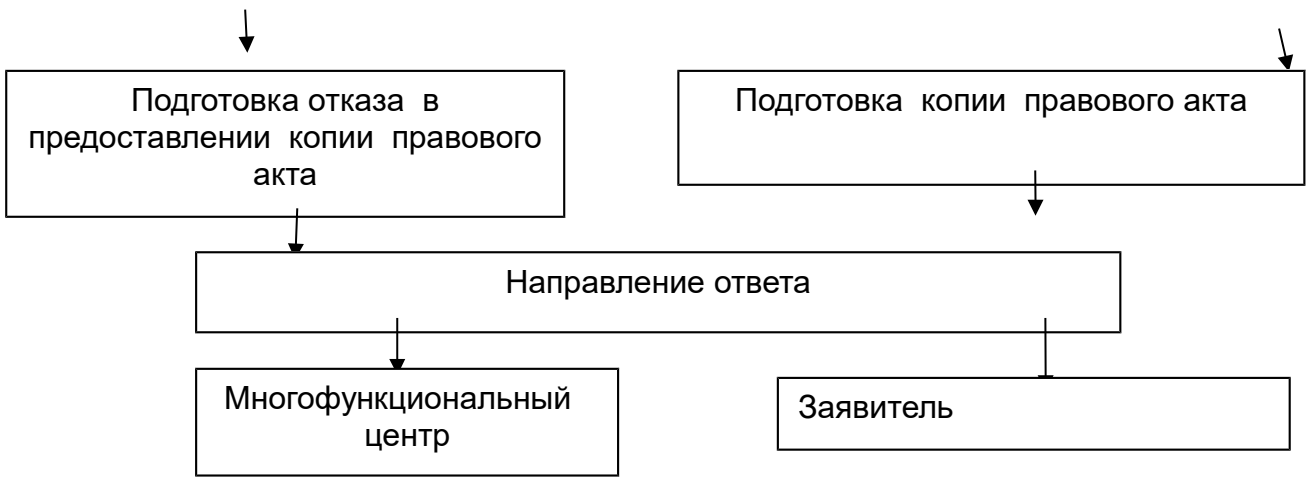 Подготовка отказа в
предоставлении копии правового
акта
Подготовка копии правового акта
Направление ответа
Многофункциональный
центр
Заявитель